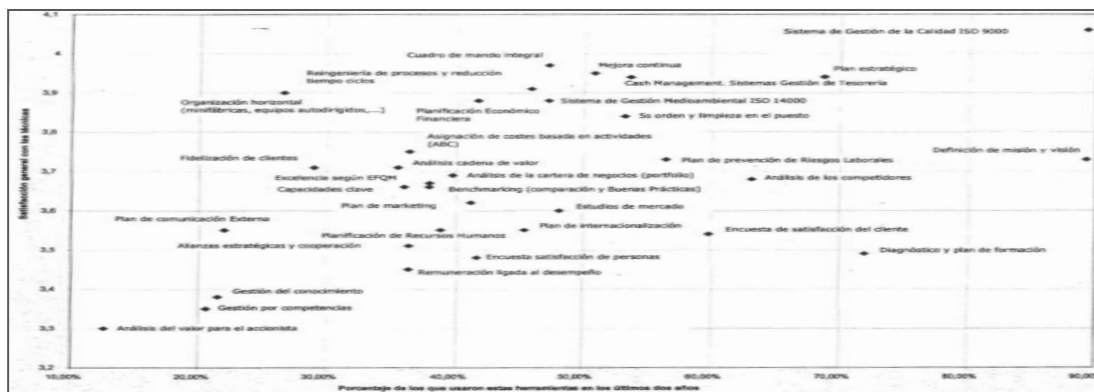 4,1
Sistema de Gestión de la Calidad ISO 9000
4
Cuadro de mando integral
Mejora continua
Plan estratégico
Reingeniería de procesos y reducción
tiempo ciclos
Cash Management. Sistemas Gestión de Tesorería
3,9
Organización horizontal
(minifábricas, equipos autodirigidos,...)
Planificación Económico
Financiera
Sistema de Gestión Medioambiental ISO 14000
5s orden y limpieza en el puesto
3,8
Asignación de costes basada en actividades
(ABC)
Definición de misión y visión
Fidelización de clientes
Análisis cadena de valor
Plan de prevención de Riesgos Laborales
3,7
Excelencia según EFQM
Análisis de la cartera de negocios (portfolio)
Análisis de los competidores
Capacidades clave
Benchmarking (comparación y Buenas Prácticas)
Plan de marketing
Estudios de mercado
3,6
Plan de comunicación Externa
Planificación de Recursos Humanos
Plan de internacionalización
Encuesta de satisfacción del cliente
Alianzas estratégicas y cooperación
3,5
Encuesta satisfacción de personas
Diagnóstico y plan de formación
Remuneración ligada al desempeño
3,4
Gestión del conocimiento
Gestión por competencias
3,3
Análisis del valor para el accionista
3,2
10,00% 20,00% 30,00% 40,00% 50,00% 60,00% 70,00% 80,00% 90,00%
Porcentaje de los que usaron estas herramientas en los últimos dos años
Satisfacción general con las técnicas